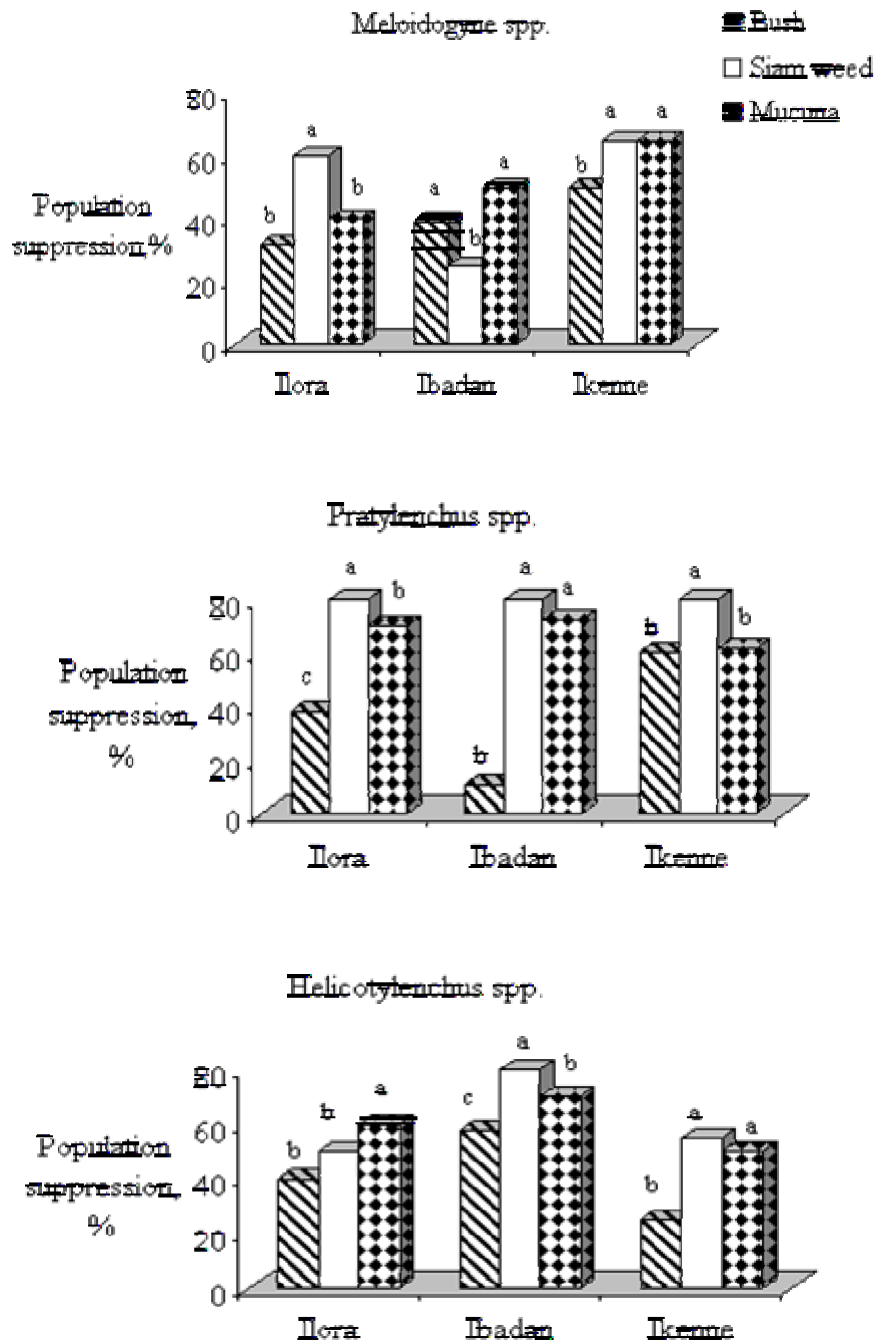 Meloidogyne spp.
Bush
Siam weed
Mucuna
Population
suppression,%
80
60
40
20
0
b
a
b
a
b
a
b
a
a
Ilora
Ibadan
Ikenne
Pratylenchus spp.
Population
suppression,
%
80
60
40
20
0
c
a
b
b
a
a
b
a
b
Ilora
Ibadan
Ikenne
Helicotylenchus spp.
Population
suppression,
%
80
60
40
20
0
b
b
a
c
a
b
b
a
a
Ilora
Ibadan
Ikenne